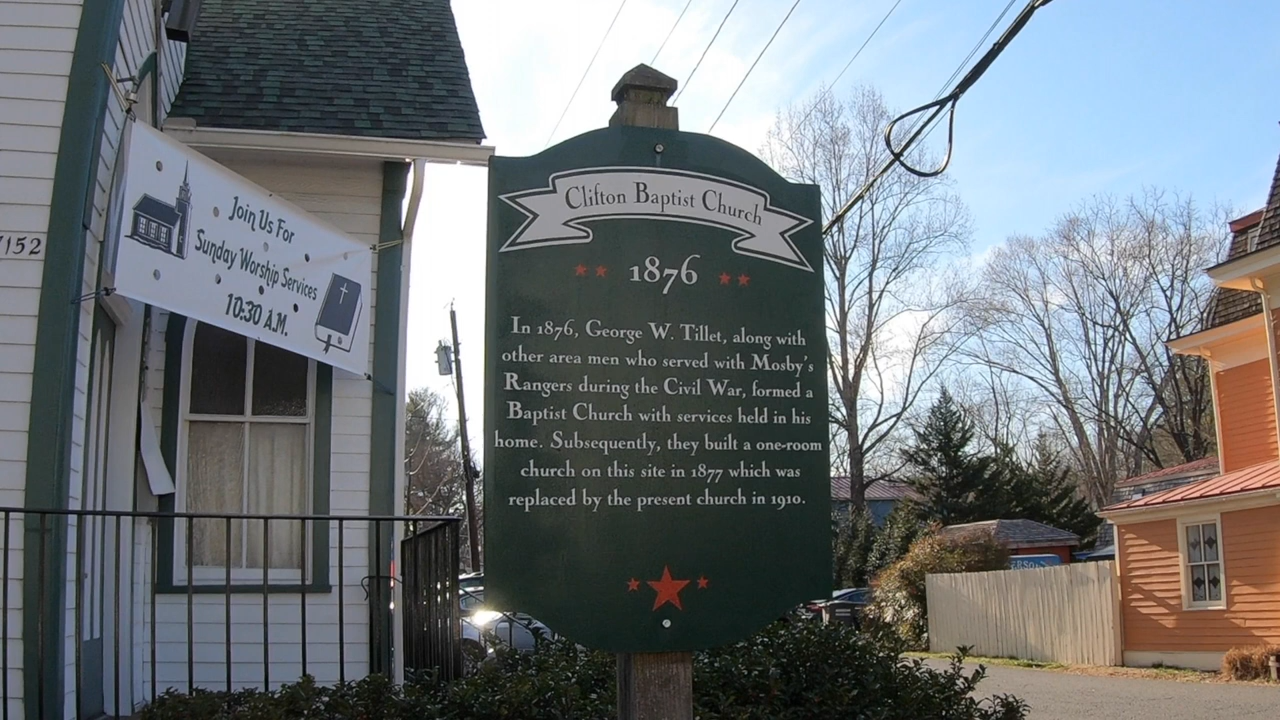 7152
Join Us For
Sunday Worship Services
10:30 A.M.
Clifton Baptist Church
1876
In 1876, George W. Tillet, along with
other area men who served with Mosby's
Rangers during the Civil War, formed a
Baptist Church with services held in his
home. Subsequently, they built a one-room
church on this site in 1877 which was
replaced by the present church in 1910.